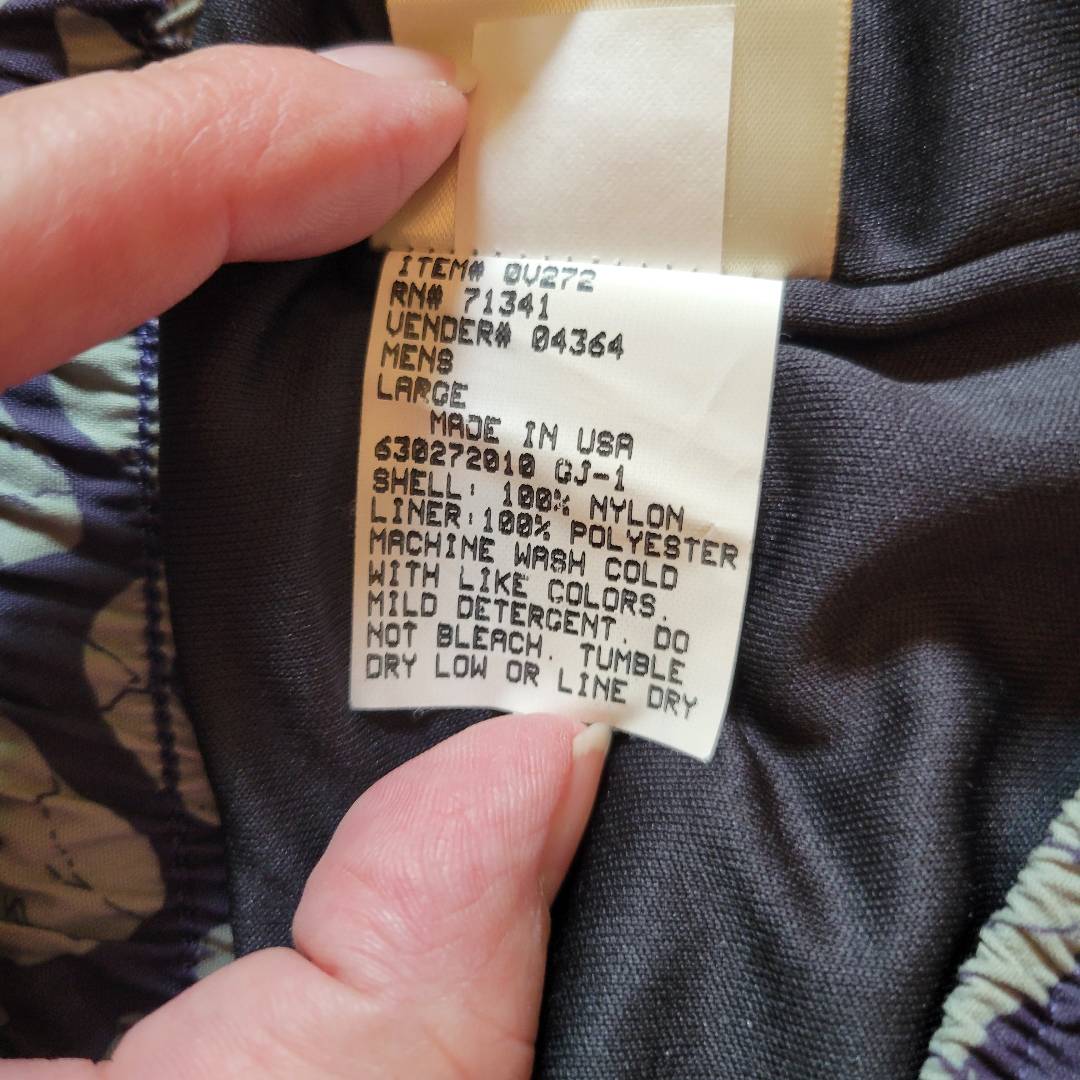 ITEM# 0V272
RN# 71341
VENDER# 04364
MENS
LARGE
MADE IN USA
630272010 GJ-1
SHELL: 100% NYLON
LINER:100% POLYESTER
MACHINE WASH COLD
WITH LIKE COLORS.
MILD DETERGENT. DO
NOT BLEACH. TUMBLE
DRY LOW OR LINE DRY